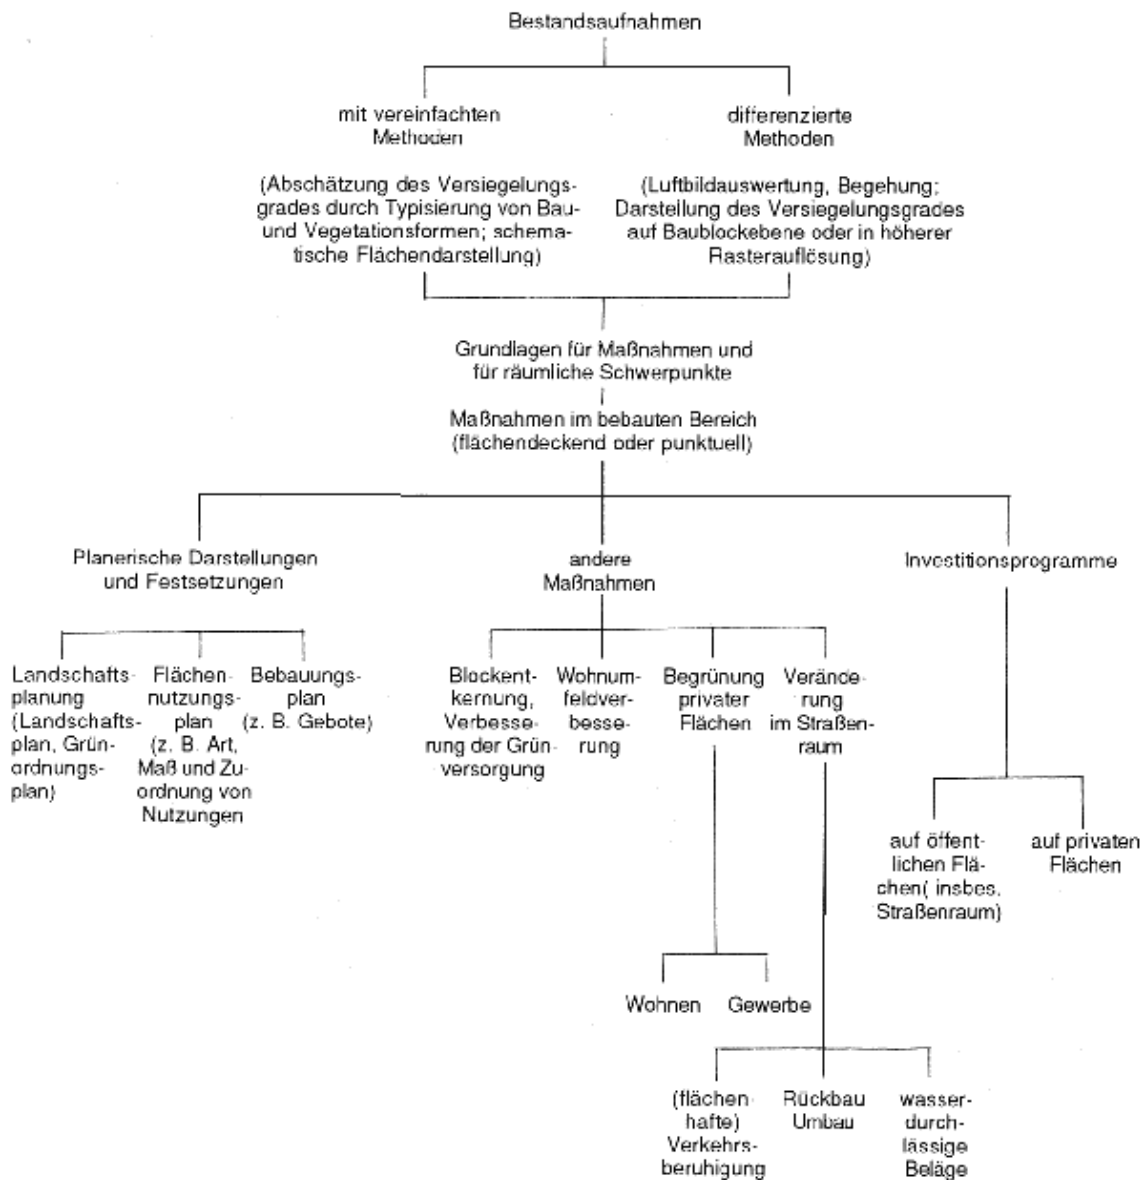 Bestandsaufnahmen
mit vereinfachten
Methoden
(Abschätzung des Versiegelungs-
grades durch Typisierung von Bau-
und Vegetationsformen; schema-
tische Flächendarstellung)
differenzierte
Methoden
(Luftbildauswertung, Begehung;
Darstellung des Versiegelungsgrades
auf Baublockebene oder in höherer
Rasterauflösung)
Grundlagen für Maßnahmen und
für räumliche Schwerpunkte
Maßnahmen im bebauten Bereich
(flächendeckend oder punktuell)
Planerische Darstellungen
und Festsetzungen
Landschafts-
planung
(Landschafts-
plan, Grün-
ordnungs-
plan)
Flächen-
nutzungs-
plan
(z. B. Art,
Maß und Zu-
ordnung von
Nutzungen
Bebauungs-
plan
(z. B. Gebote)
andere
Maßnahmen
Blockent-
kernung,
Verbesse-
rung der Grün-
versorgung
Wohnum-
feldver-
besse-
rung
Begrünung
privater
Flächen
Wohnen
Gewerbe
Verände-
rung
im Straßen-
raum
(flächen-
hafte)
Verkehrs-
beruhigung
Rückbau
Umbau
wasser-
durch-
lässige
Beläge
Investitionsprogramme
auf öffent-
lichen Flä-
chen( insbes.
Straßenraum)
auf privaten
Flächen